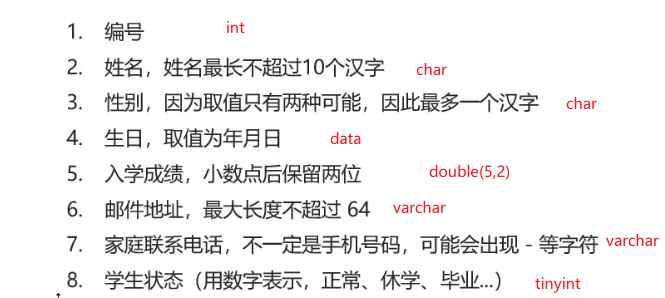 1. 编号 int
2. 姓名，姓名最长不超过10个汉字 char
3. 性别，因为取值只有两种可能，因此最多一个汉字 char
4. 生日，取值为年月日 data
5. 入学成绩，小数点后保留两位 double(5,2)
6. 邮件地址，最大长度不超过 64 varchar
7. 家庭联系电话，不一定是手机号码，可能会出现 - 等字符 varchar
8. 学生状态（用数字表示，正常、休学、毕业...） tinyint